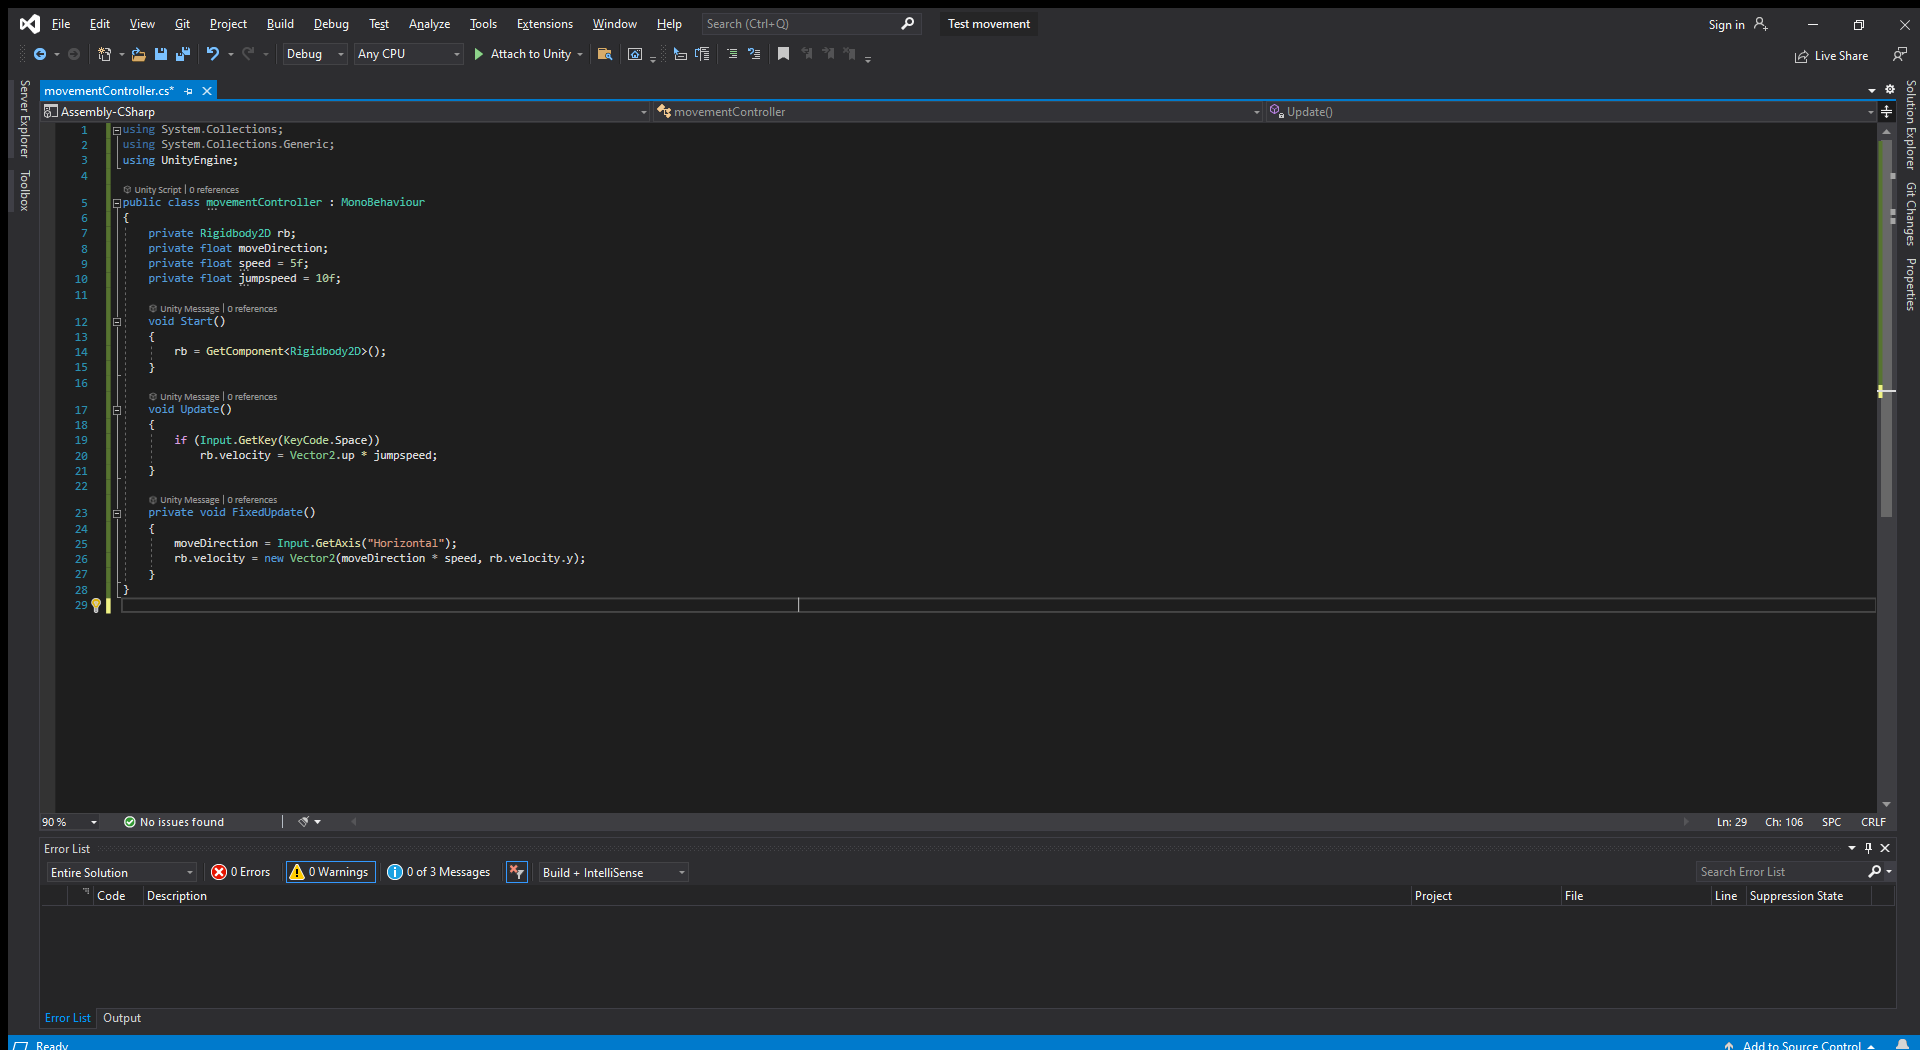 File Edit View Git Project Build Debug Test Analyze Tools Extensions Window Help Search (Ctrl+Q) Test movement Sign in
Debug Any CPU Attach to Unity Live Share
Server Explorer
Toolbox
movementController.cs*
Assembly-CSharp movementController Update()
1 using System.Collections;
2 using System.Collections.Generic;
3 using UnityEngine;
4
Unity Script | 0 references
5 public class movementController : MonoBehaviour
6 {
7 private Rigidbody2D rb;
8 private float moveDirection;
9 private float speed = 5f;
10 private float jumpspeed = 10f;
11
Unity Message | 0 references
12 void Start()
13 {
14 rb = GetComponent<Rigidbody2D>();
15 }
16
Unity Message | 0 references
17 void Update()
18 {
19 if (Input.GetKey(KeyCode.Space))
20 rb.velocity = Vector2.up * jumpspeed;
21 }
22
Unity Message | 0 references
23 private void FixedUpdate()
24 {
25 moveDirection = Input.GetAxis("Horizontal");
26 rb.velocity = new Vector2(moveDirection * speed, rb.velocity.y);
27 }
28 }
29
Solution Explorer
Git Changes
Properties
90 % No issues found Ln: 29 Ch: 106 SPC CRLF
Error List
Entire Solution 0 Errors 0 Warnings 0 of 3 Messages Build + IntelliSense Search Error List
Code Description Project File Line Suppression State
Error List Output
Ready Add to Source Control